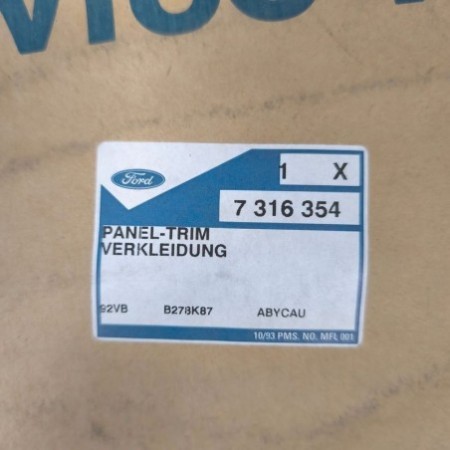 Ford
1 X
7 316 354
PANEL-TRIM
VERKLEIDUNG
92VB B278K87 ABYCAU
10/93 PMS. NO. MFL 001